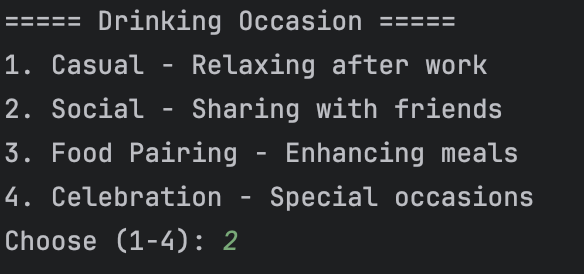 ===== Drinking Occasion =====
1. Casual - Relaxing after work
2. Social - Sharing with friends
3. Food Pairing - Enhancing meals
4. Celebration - Special occasions
Choose (1-4): 2